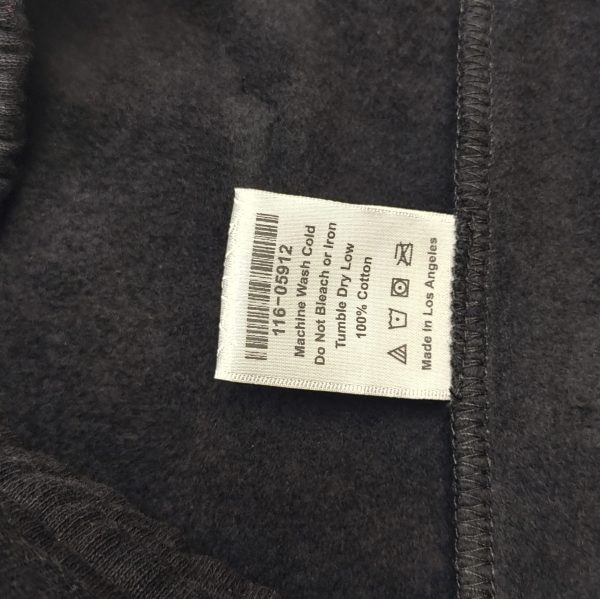 116-05912
Machine Wash Cold
Do Not Bleach or Iron
Tumble Dry Low
100% Cotton
Made In Los Angeles